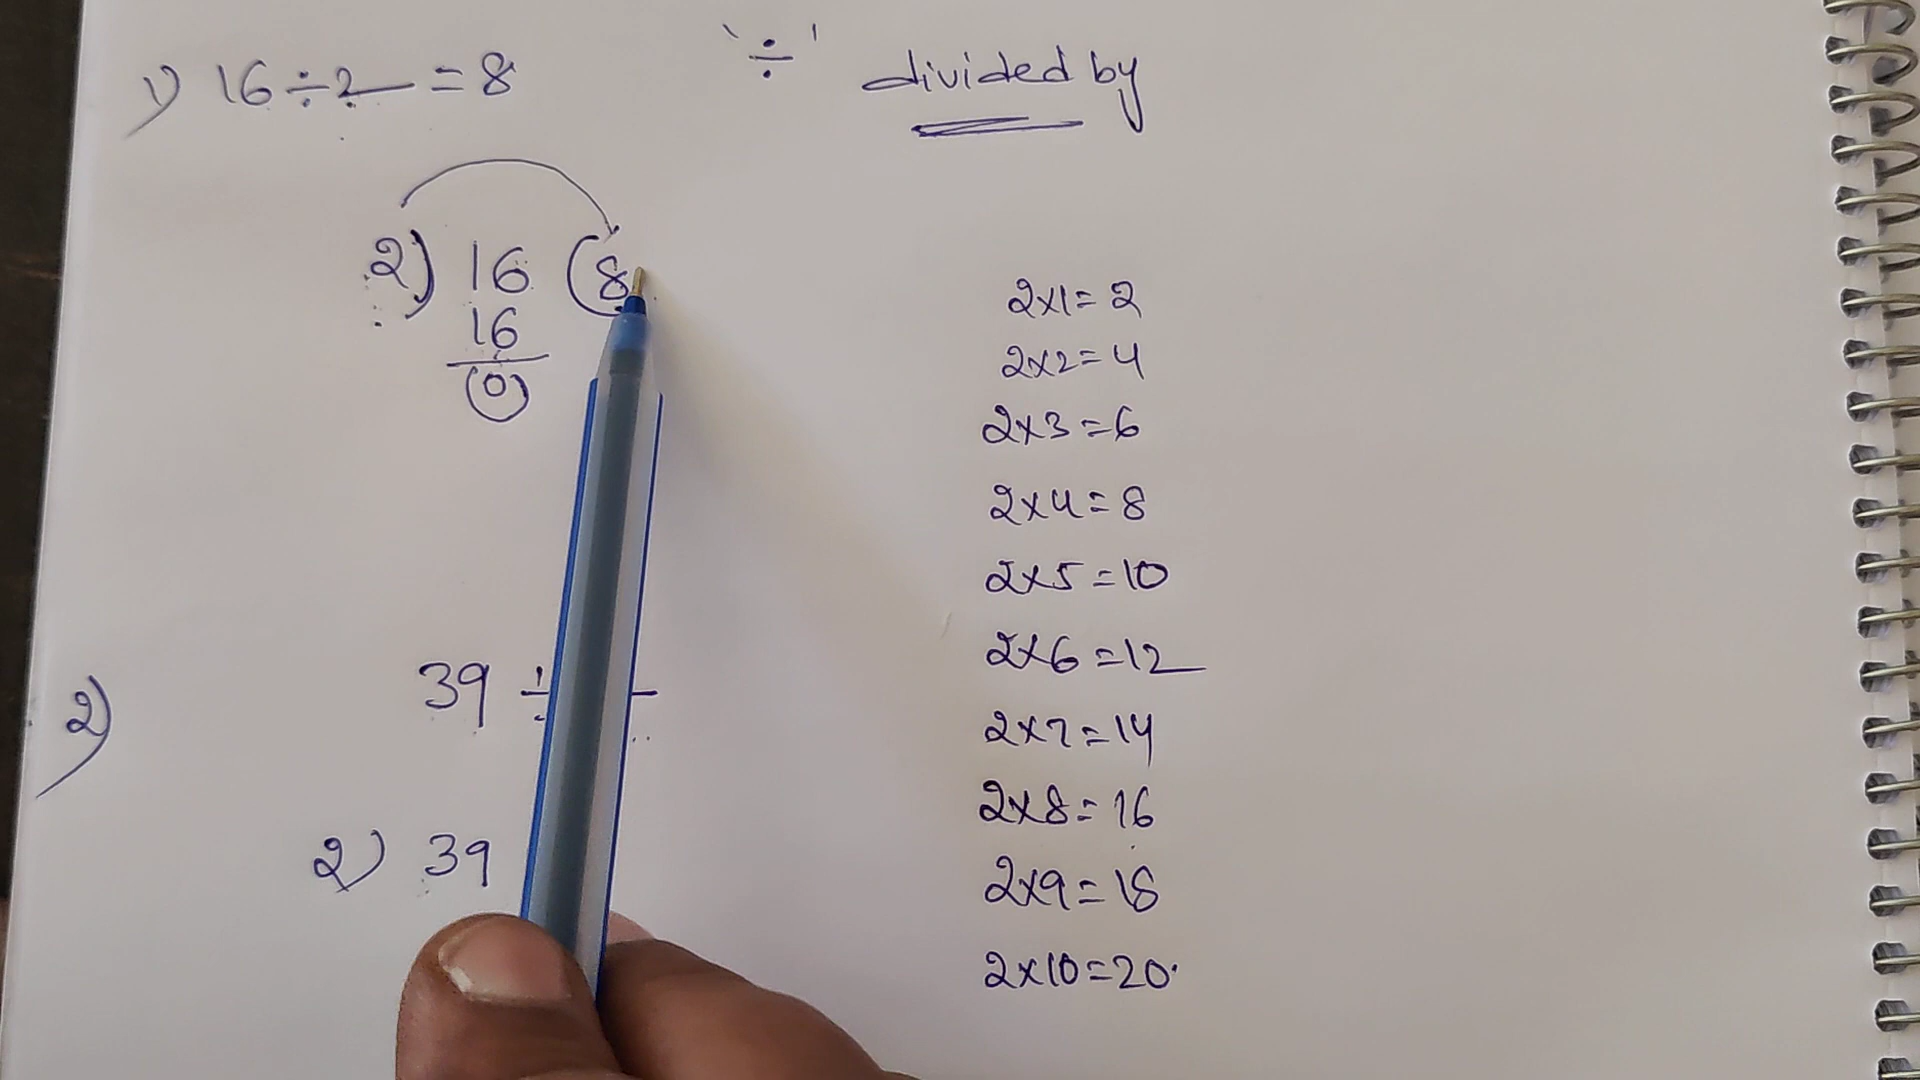 1) 16÷2 = 8
'÷' divided by
2) 16 (8
16
(0)
2)
39 ÷
2) 39
2x1=2
2x2=4
2x3=6
2x4=8
2x5=10
2x6=12
2x7=14
2x8=16
2x9=18
2x10=20.